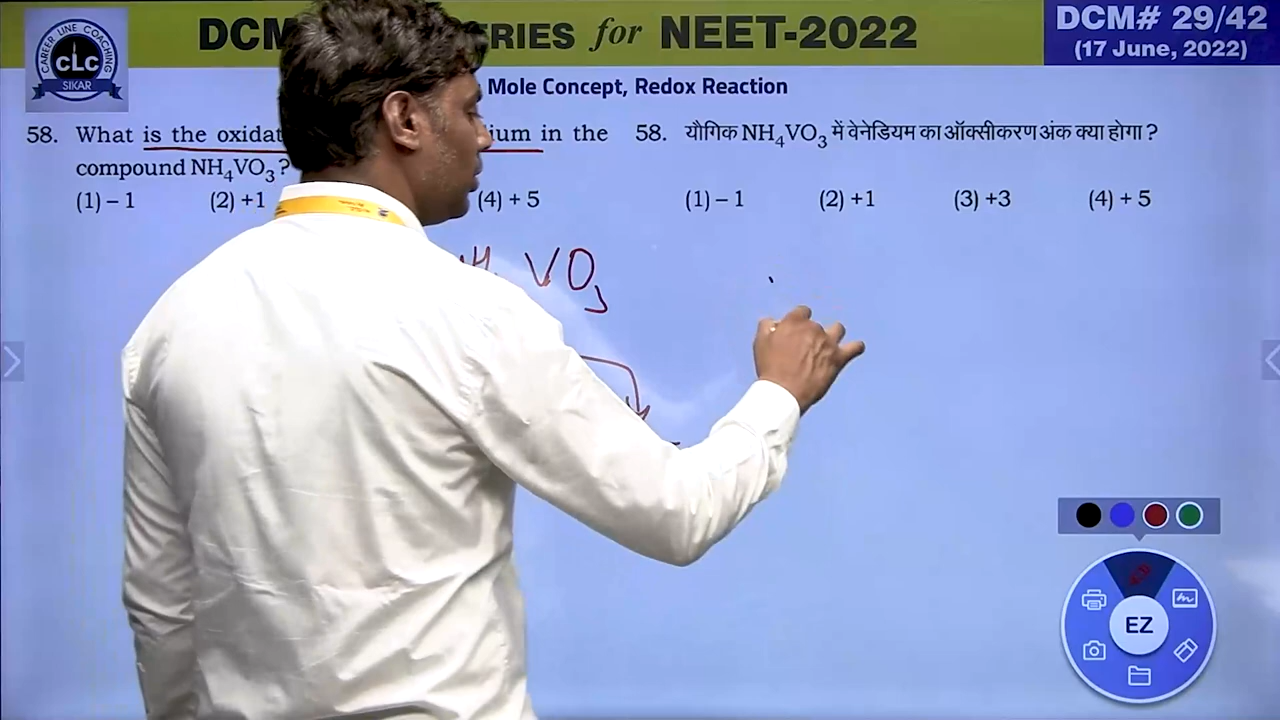 DCM ERIES for NEET-2022
DCM# 29/42
(17 June, 2022)
CAREER LINE COACHING
CLC
SIKAR
Mole Concept, Redox Reaction
58. What is the in the
compound NH₄VO₃?
(1) – 1 (2) +1 (4) + 5
58. यौगिक NH₄VO₃ में वेनेडियम का ऑक्सीकरण अंक क्या होगा ?
(1) – 1 (2) +1 (3) +3 (4) + 5
VO₃
EZ